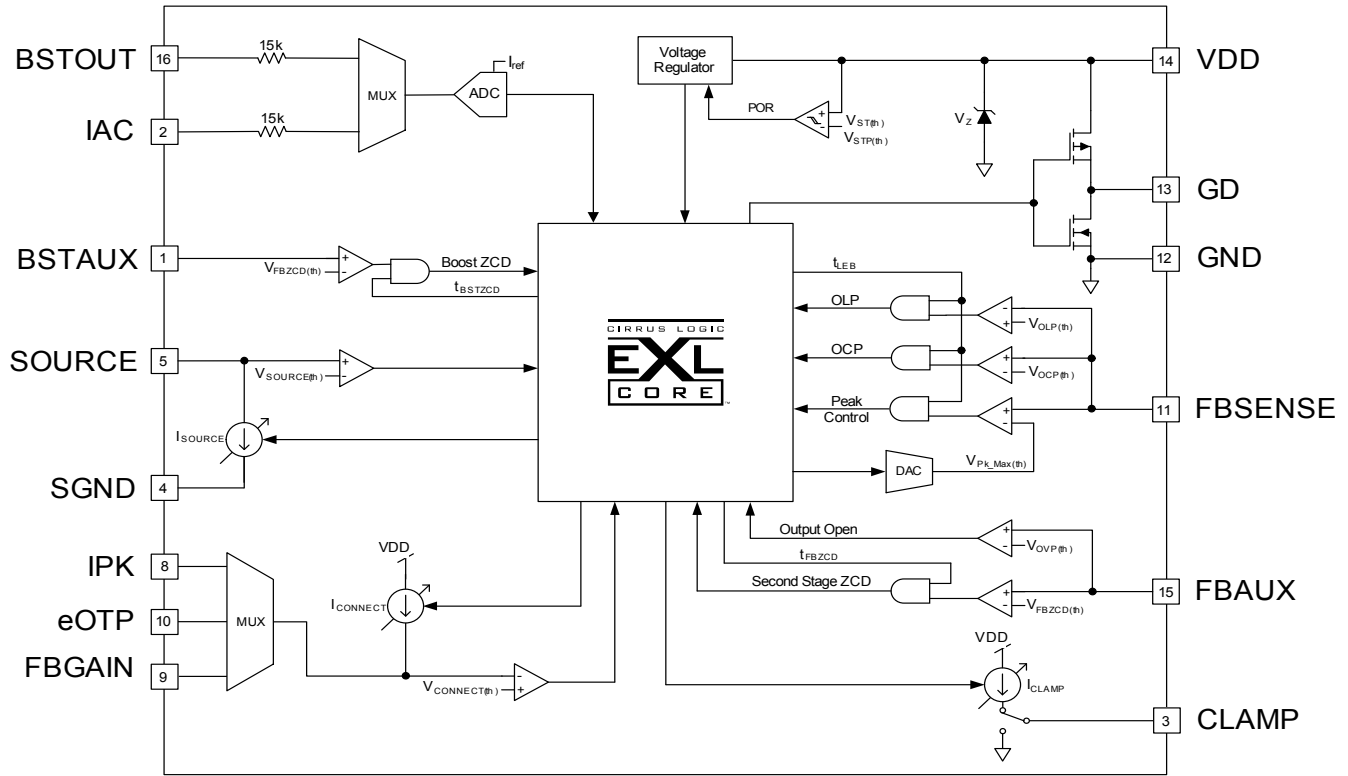 BSTOUT
16
15k
IAC
2
15k
MUX
ADC
Iref
Voltage
Regulator
POR
VST(th)
+
-
VSTP(th)
VZ
14
VDD
13
GD
12
GND
BSTAUX
1
+
-
VFBZCD(th)
Boost ZCD
tBSTZCD
SOURCE
5
+
-
VSOURCE(th)
ISOURCE
SGND
4
CIRRUS LOGIC
EXL
CORE
™
tLEB
OLP
-
+
VOLP(th)
OCP
-
+
VOCP(th)
Peak
Control
+
-
DAC
VPk_Max(th)
11
FBSENSE
IPK
8
eOTP
10
FBGAIN
9
MUX
VDD
ICONNECT
-
+
VCONNECT(th)
Output Open
+
-
VOVP(th)
tFBZCD
Second Stage ZCD
+
-
VFBZCD(th)
15
FBAUX
VDD
ICLAMP
3
CLAMP